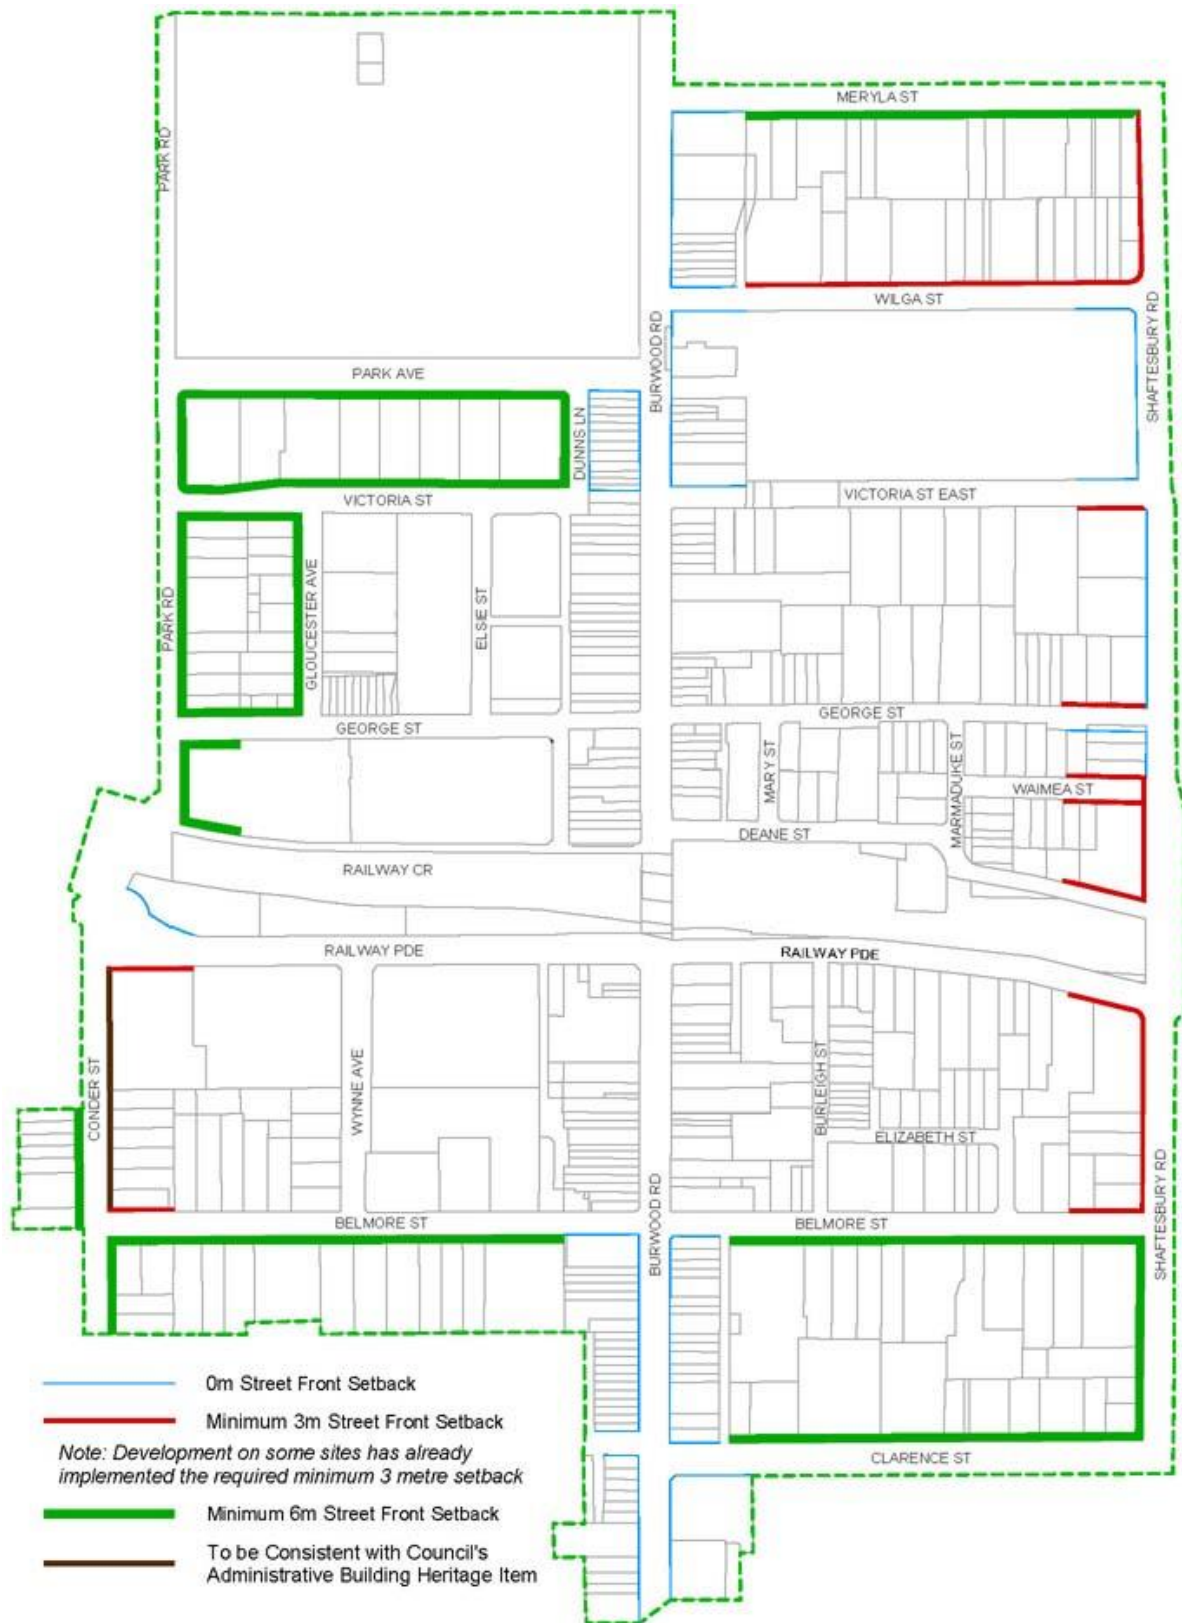 MERYLA ST
PARK RD
WILGA ST
BURWOOD RD
SHAFTESBURY RD
PARK AVE
DUNNS LN
VICTORIA ST
VICTORIA ST EAST
PARK RD
GLOUCESTER AVE
ELSIE ST
GEORGE ST
GEORGE ST
MARY ST
MARMADUKE ST
WAIMEA ST
DEANE ST
RAILWAY CR
RAILWAY PDE
RAILWAY PDE
CONDER ST
WYNNE AVE
BURLEIGH ST
ELIZABETH ST
BURWOOD RD
SHAFTESBURY RD
BELMORE ST
BELMORE ST
CLARENCE ST
0m Street Front Setback
Minimum 3m Street Front Setback
Note: Development on some sites has already
implemented the required minimum 3 metre setback
Minimum 6m Street Front Setback
To be Consistent with Council's
Administrative Building Heritage Item